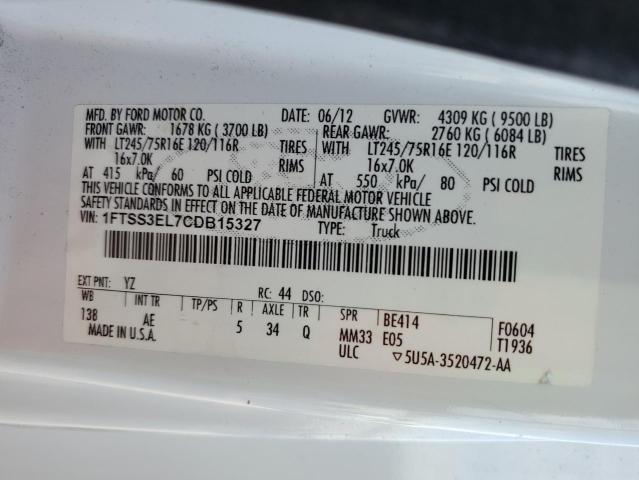 MFD. BY FORD MOTOR CO. DATE: 06/12 GVWR: 4309 KG ( 9500 LB)
FRONT GAWR: 1678 KG ( 3700 LB) REAR GAWR: 2760 KG ( 6084 LB)
WITH LT245/75R16E 120/116R TIRES WITH LT245/75R16E 120/116R TIRES
16x7.0K RIMS 16x7.0K RIMS
AT 415 kPa/ 60 PSI COLD AT 550 kPa/ 80 PSI COLD
THIS VEHICLE CONFORMS TO ALL APPLICABLE FEDERAL MOTOR VEHICLE
SAFETY STANDARDS IN EFFECT ON THE DATE OF MANUFACTURE SHOWN ABOVE.
VIN: 1FTSS3EL7CDB15327 TYPE: Truck
EXT PNT: YZ RC: 44 DSO:
WB INT TR TP/PS R AXLE TR SPR BE414 F0604
138 AE 5 34 Q MM33 E05 T1936
MADE IN U.S.A. ULC ▽5U5A-3520472-AA